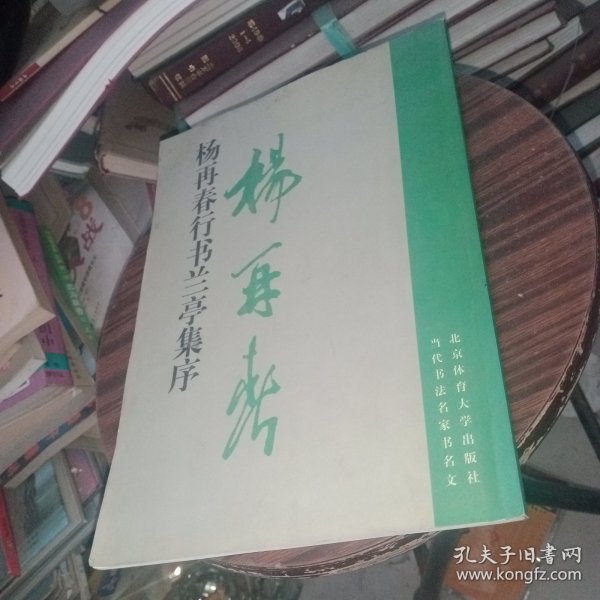 杨再春行书兰亭集序
楊再春
当代书法名家书名文
北京体育大学出版社
孔夫子旧书网
www.kongfz.com